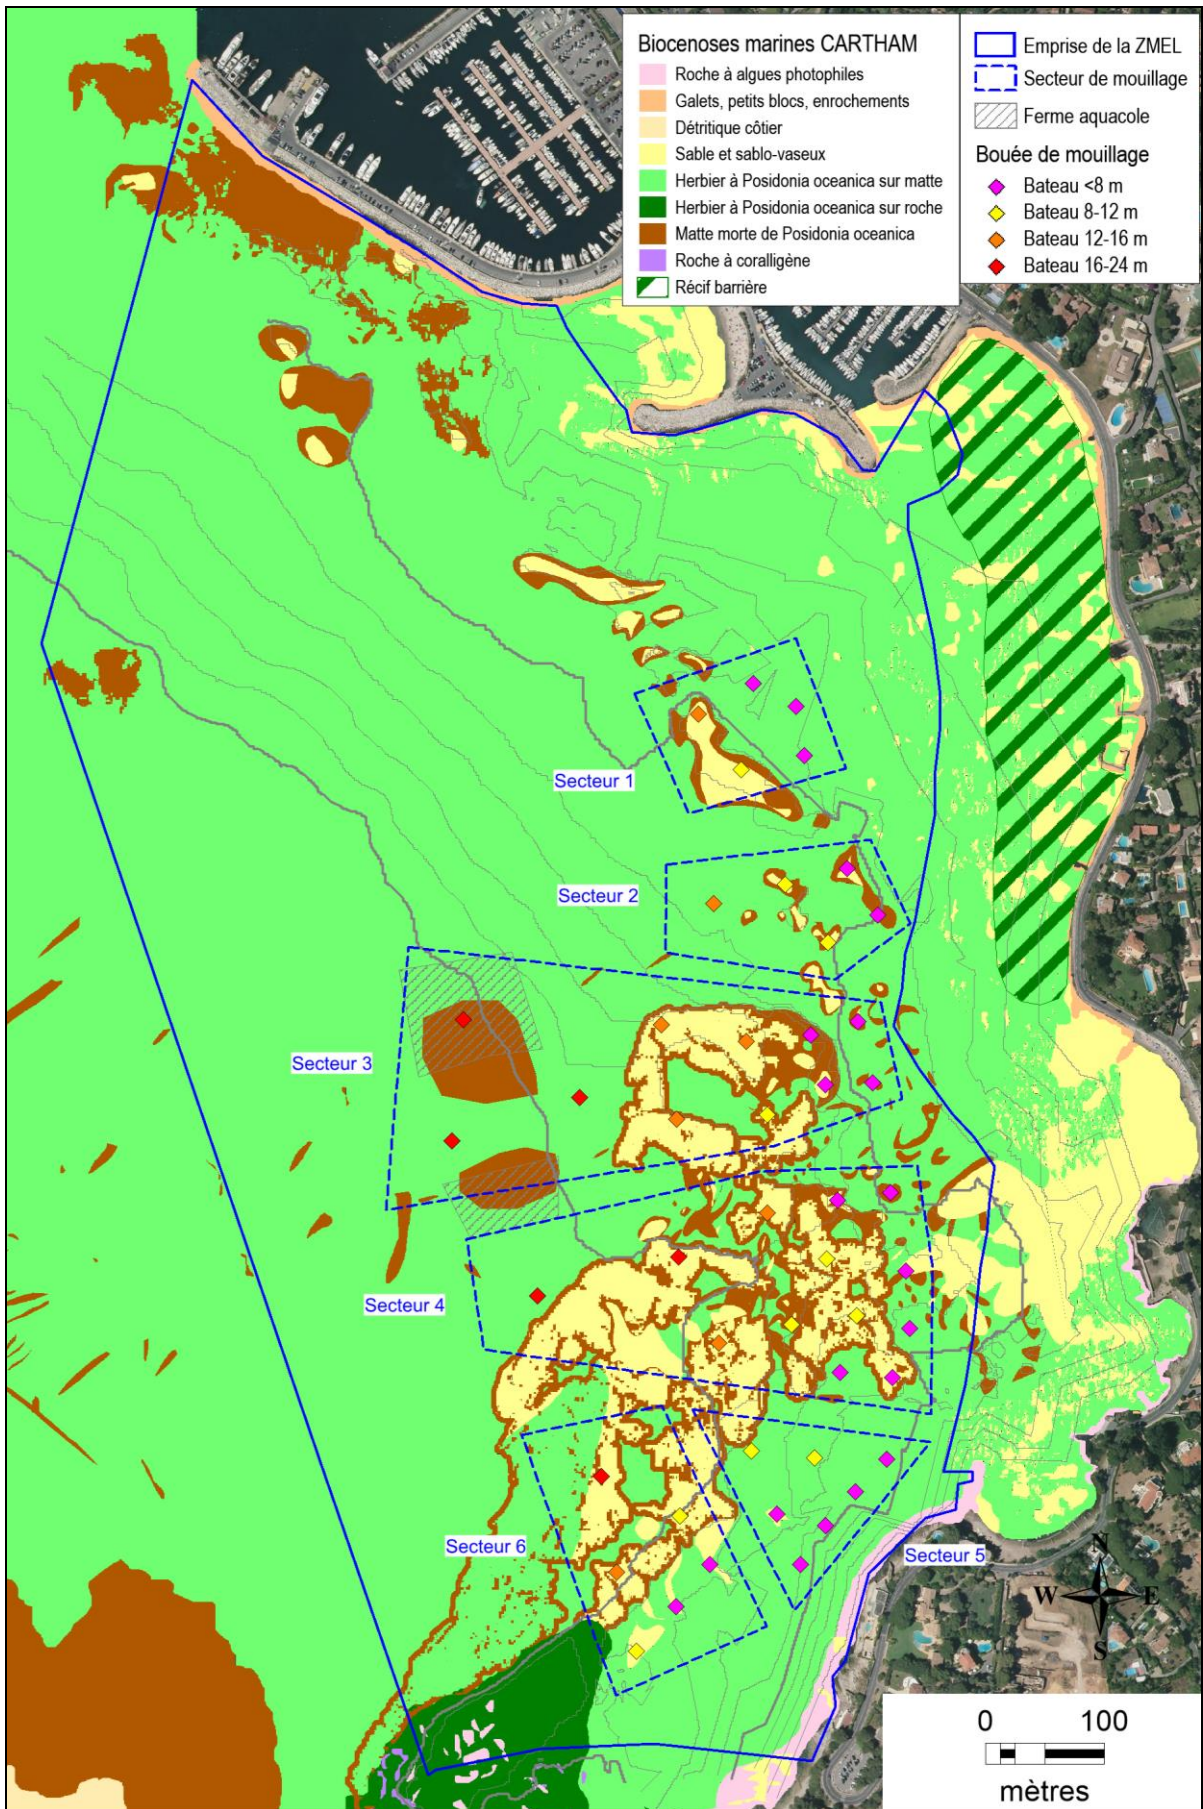 Biocenoses marines CARTHAM
Roche à algues photophiles
Galets, petits blocs, enrochements
Détritique côtier
Sable et sablo-vaseux
Herbier à Posidonia oceanica sur matte
Herbier à Posidonia oceanica sur roche
Matte morte de Posidonia oceanica
Roche à coralligène
Récif barrière
Emprise de la ZMEL
Secteur de mouillage
Ferme aquacole
Bouée de mouillage
Bateau <8 m
Bateau 8-12 m
Bateau 12-16 m
Bateau 16-24 m
Secteur 1
Secteur 2
Secteur 3
Secteur 4
Secteur 6
Secteur 5
N
W E
S
0 100
mètres